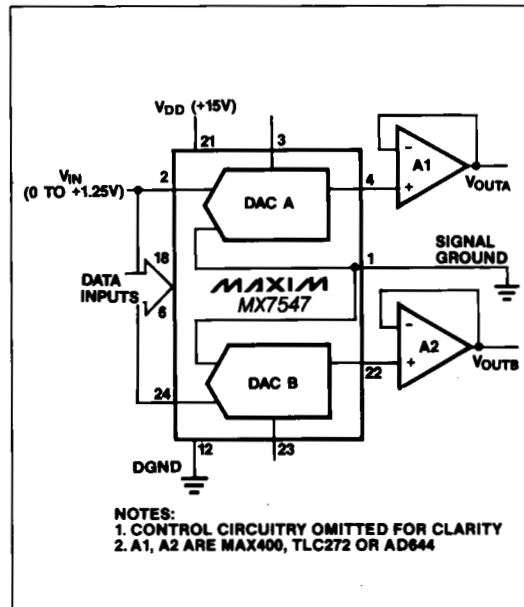 VDD (+15V)
21
3
VIN
(0 TO +1.25V)
2
DAC A
4
-
+
A1
VOUTA
1
SIGNAL
GROUND
18
DATA
INPUTS
6
MAXIM
MX7547
-
+
A2
VOUTB
DAC B
22
24
12
23
DGND
NOTES:
1. CONTROL CIRCUITRY OMITTED FOR CLARITY
2. A1, A2 ARE MAX400, TLC272 OR AD644